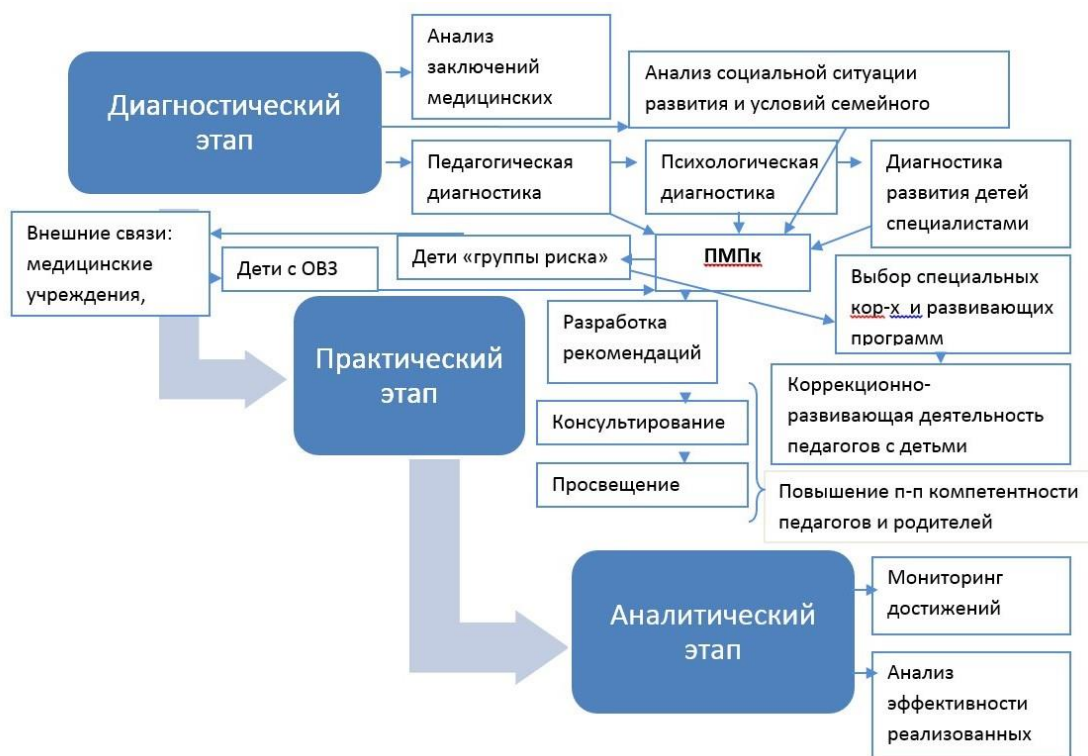 Диагностический
этап
Анализ
заключений
медицинских
Анализ социальной ситуации
развития и условий семейного
Педагогическая
диагностика
Психологическая
диагностика
Диагностика
развития детей
специалистами
Внешние связи:
медицинские
учреждения,
Дети с ОВЗ
Дети «группы риска»
ПМПк
Выбор специальных
кор-х и развивающих
программ
Практический
этап
Разработка
рекомендаций
Консультирование
Просвещение
Коррекционно-
развивающая деятельность
педагогов с детьми
Повышение п-п компетентности
педагогов и родителей
Аналитический
этап
Мониторинг
достижений
Анализ
эффективности
реализованных